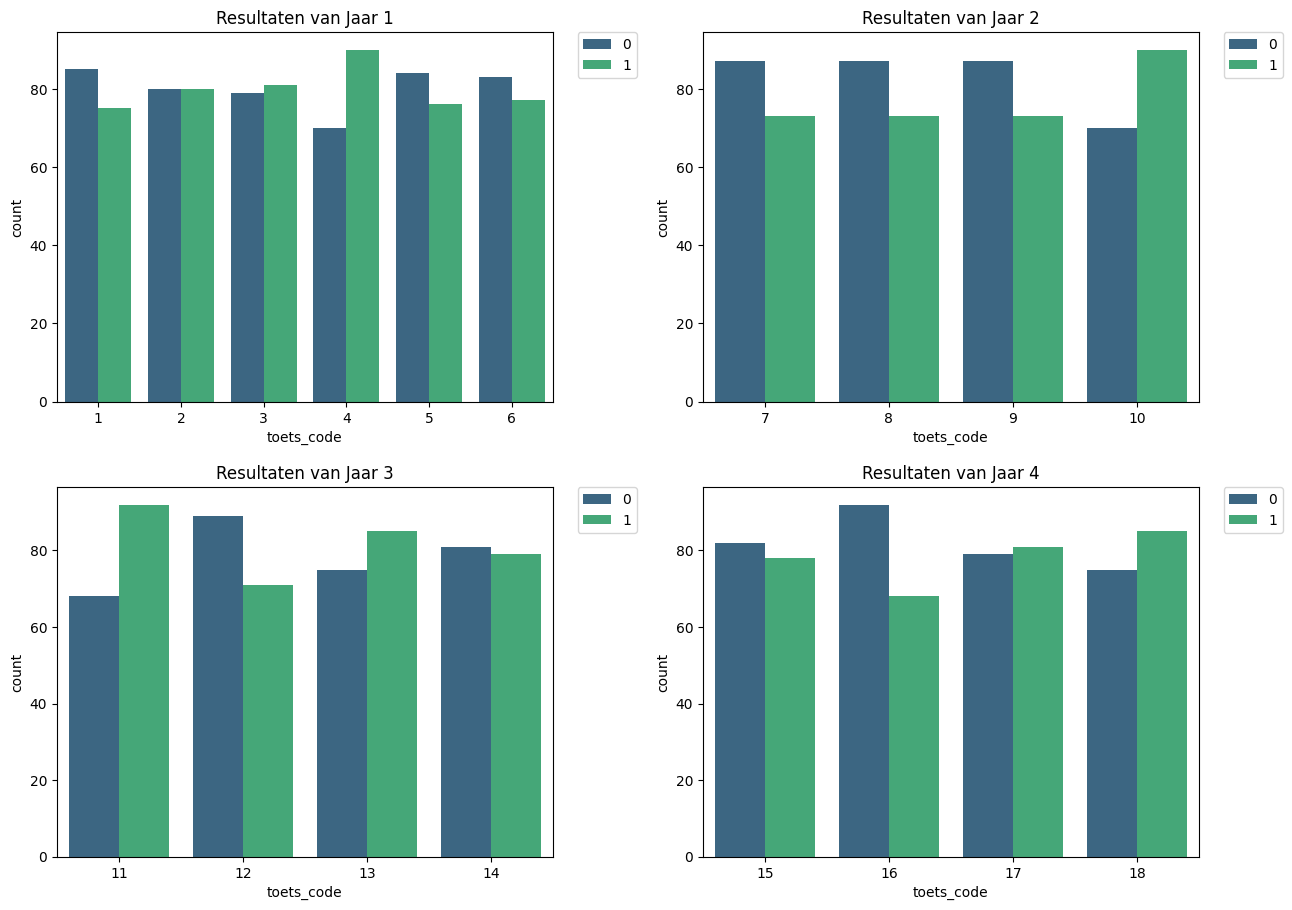 Resultaten van Jaar 1
0
1
80
60
40
20
0
count
1 2 3 4 5 6
toets_code
Resultaten van Jaar 2
0
1
80
60
40
20
0
count
7 8 9 10
toets_code
Resultaten van Jaar 3
0
1
80
60
40
20
0
count
11 12 13 14
toets_code
Resultaten van Jaar 4
0
1
80
60
40
20
0
count
15 16 17 18
toets_code